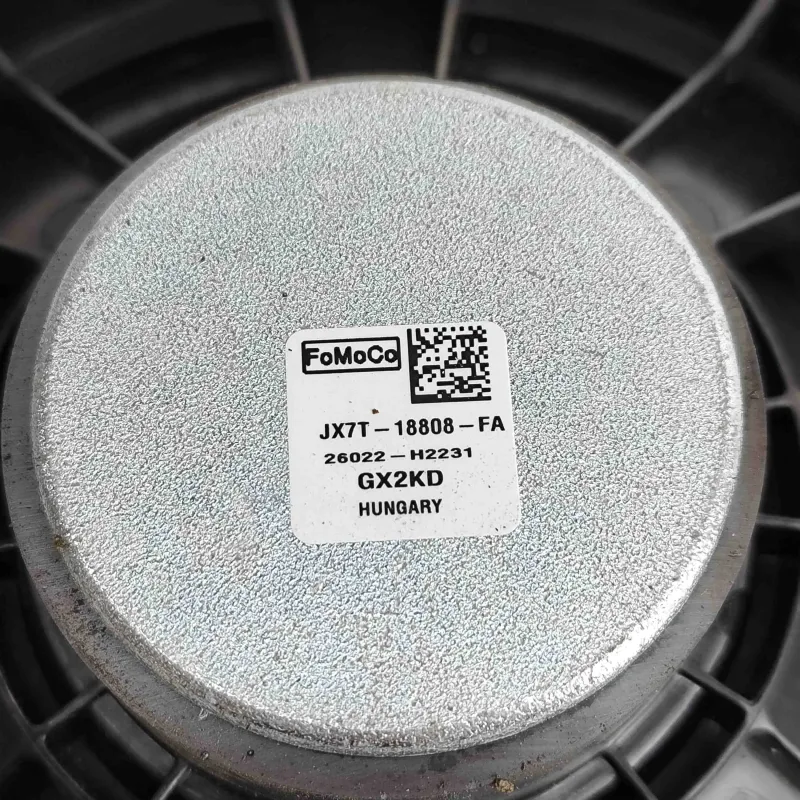 FoMoCo
JX7T-18808-FA
26022-H2231
GX2KD
HUNGARY